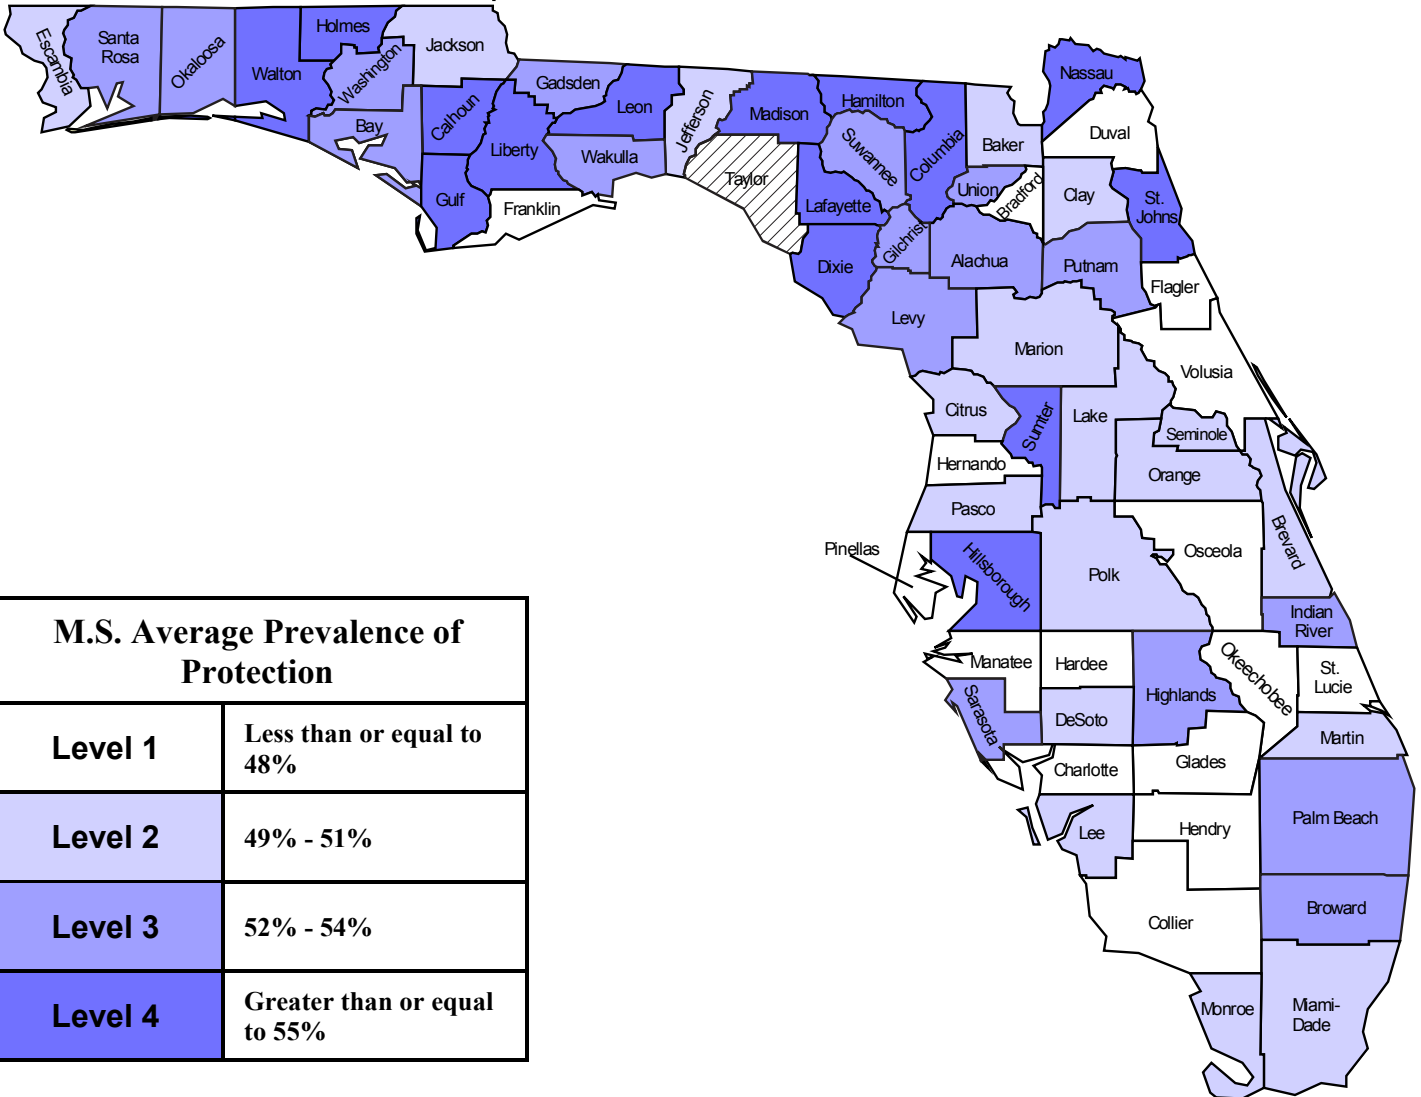 Escambia
Santa
Rosa
Okaloosa
Walton
Holmes
Washington
Jackson
Bay
Calhoun
Gulf
Liberty
Gadsden
Franklin
Leon
Wakulla
Jefferson
Madison
Taylor
Hamilton
Suwannee
Lafayette
Dixie
Columbia
Gilchrist
Baker
Union
Bradford
Alachua
Levy
Nassau
Duval
Clay
St.
Johns
Putnam
Flagler
Marion
Volusia
Citrus
Sumter
Lake
Seminole
Orange
Hernando
Pasco
Pinellas
Hillsborough
Polk
Osceola
Brevard
Indian
River
Manatee
Hardee
Highlands
Okeechobee
St.
Lucie
Sarasota
DeSoto
Martin
Charlotte
Glades
Lee
Hendry
Palm Beach
Collier
Broward
Monroe
Miami-
Dade
M.S. Average Prevalence of
Protection
Level 1
Less than or equal to
48%
Level 2
49% - 51%
Level 3
52% - 54%
Level 4
Greater than or equal
to 55%